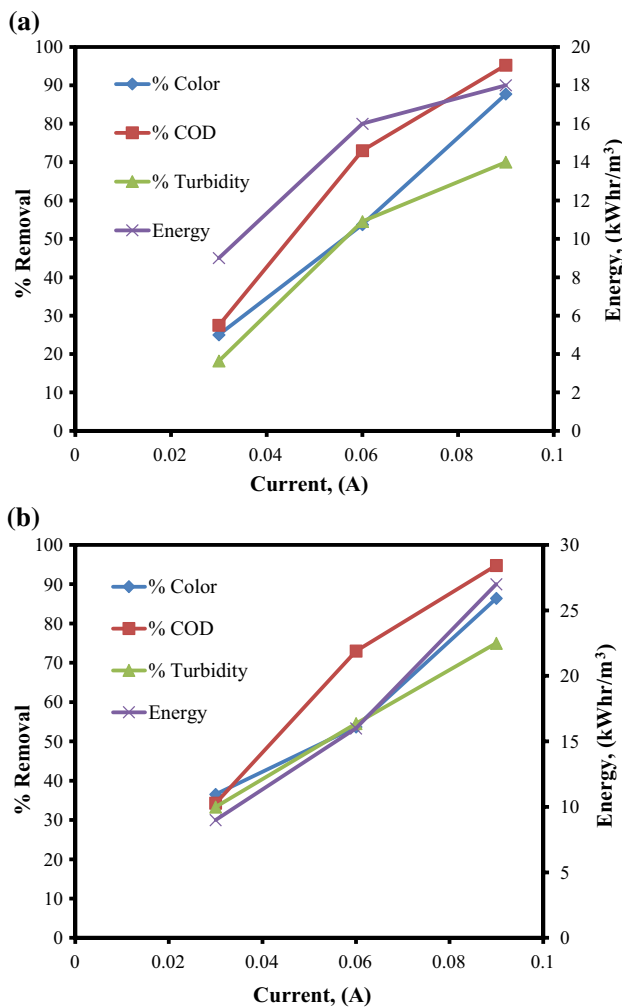 (a)
100
90
80
70
60
50
40
30
20
10
0
% Removal
% Color
% COD
% Turbidity
Energy
20
18
16
14
12
10
8
6
4
2
0
Energy, (kWhr/m³)
0 0.02 0.04 0.06 0.08 0.1
Current, (A)
(b)
100
90
80
70
60
50
40
30
20
10
0
% Removal
% Color
% COD
% Turbidity
Energy
30
25
20
15
10
5
0
Energy, (kWhr/m³)
0 0.02 0.04 0.06 0.08 0.1
Current, (A)